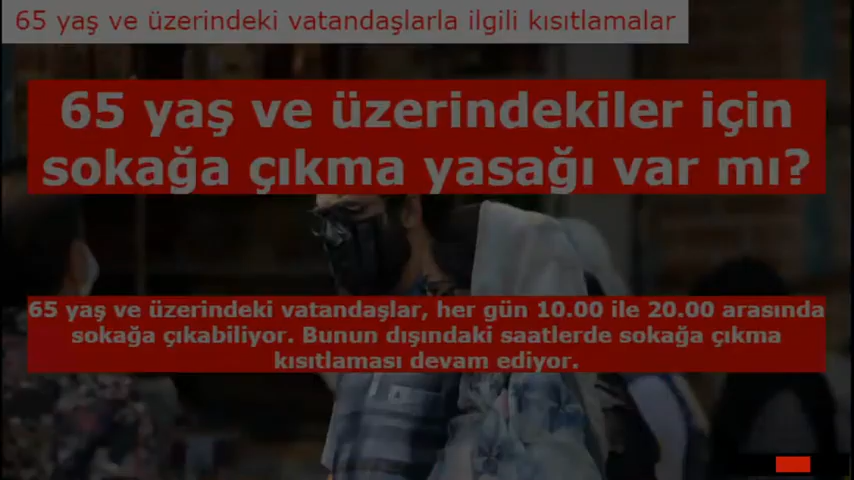 65 yaş ve üzerindeki vatandaşlarla ilgili kısıtlamalar
65 yaş ve üzerindekiler için
sokağa çıkma yasağı var mı?
65 yaş ve üzerindeki vatandaşlar, her gün 10.00 ile 20.00 arasında
sokağa çıkabiliyor. Bunun dışındaki saatlerde sokağa çıkma
kısıtlaması devam ediyor.